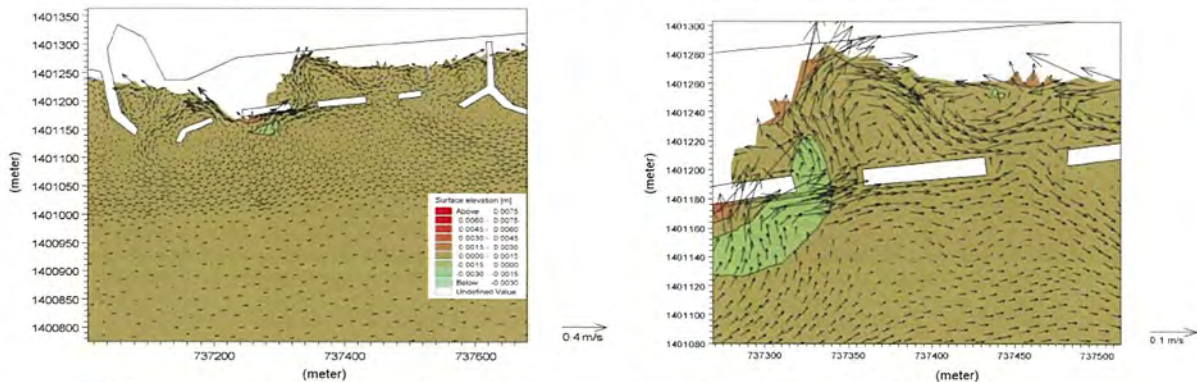 1401350
1401300
1401250
1401200
1401150
1401100
1401050
1401000
1400950
1400900
1400850
1400800
(meter)
737200
737400
737600
(meter)
Surface elevation [m]
Above 0.0075
0.0060 - 0.0075
0.0045 - 0.0060
0.0030 - 0.0045
0.0015 - 0.0030
0.0000 - 0.0015
-0.0015 - 0.0000
-0.0030 - -0.0015
Below -0.0030
Undefined Value
0.4 m/s
1401300
1401280
1401260
1401240
1401220
1401200
1401180
1401160
1401140
1401120
1401100
1401080
(meter)
737300
737350
737400
737450
737500
(meter)
0.1 m/s